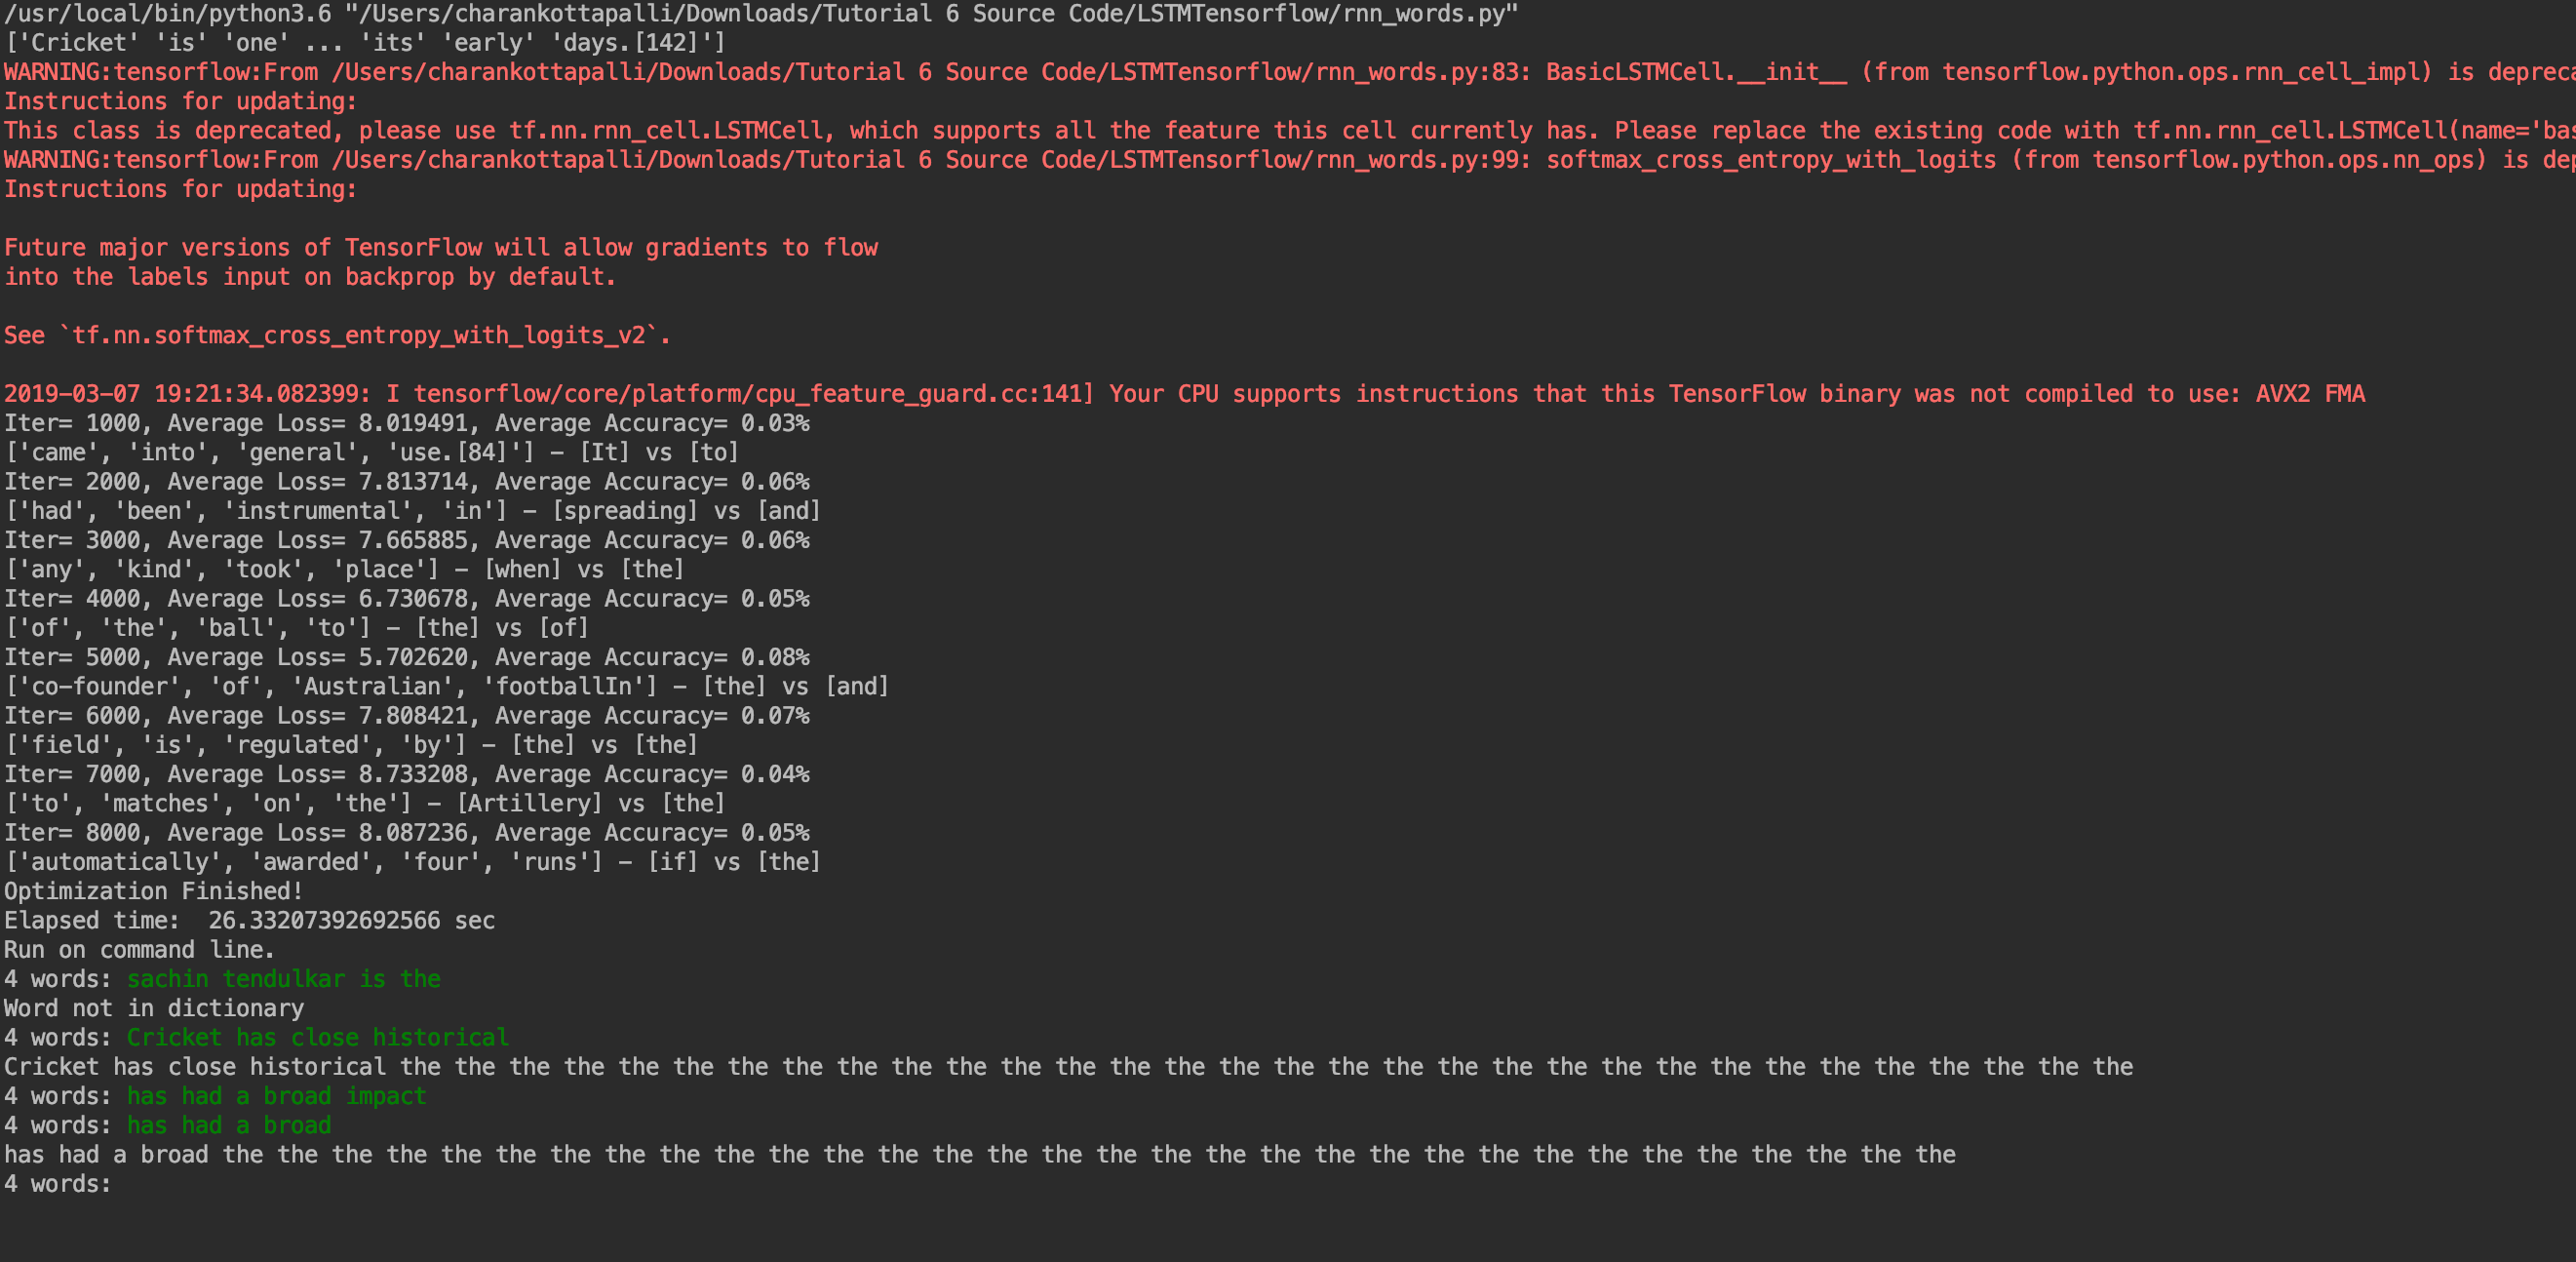 /usr/local/bin/python3.6 "/Users/charankottapalli/Downloads/Tutorial 6 Source Code/LSTMTensorflow/rnn_words.py"
['Cricket' 'is' 'one' ... 'its' 'early' 'days.[142]']
WARNING:tensorflow:From /Users/charankottapalli/Downloads/Tutorial 6 Source Code/LSTMTensorflow/rnn_words.py:83: BasicLSTMCell.__init__ (from tensorflow.python.ops.rnn_cell_impl) is depreca
Instructions for updating:
This class is deprecated, please use tf.nn.rnn_cell.LSTMCell, which supports all the feature this cell currently has. Please replace the existing code with tf.nn.rnn_cell.LSTMCell(name='bas
WARNING:tensorflow:From /Users/charankottapalli/Downloads/Tutorial 6 Source Code/LSTMTensorflow/rnn_words.py:99: softmax_cross_entropy_with_logits (from tensorflow.python.ops.nn_ops) is dep
Instructions for updating:
Future major versions of TensorFlow will allow gradients to flow
into the labels input on backprop by default.
See `tf.nn.softmax_cross_entropy_with_logits_v2`.
2019-03-07 19:21:34.082399: I tensorflow/core/platform/cpu_feature_guard.cc:141] Your CPU supports instructions that this TensorFlow binary was not compiled to use: AVX2 FMA
Iter= 1000, Average Loss= 8.019491, Average Accuracy= 0.03%
['came', 'into', 'general', 'use.[84]'] - [It] vs [to]
Iter= 2000, Average Loss= 7.813714, Average Accuracy= 0.06%
['had', 'been', 'instrumental', 'in'] - [spreading] vs [and]
Iter= 3000, Average Loss= 7.665885, Average Accuracy= 0.06%
['any', 'kind', 'took', 'place'] - [when] vs [the]
Iter= 4000, Average Loss= 6.730678, Average Accuracy= 0.05%
['of', 'the', 'ball', 'to'] - [the] vs [of]
Iter= 5000, Average Loss= 5.702620, Average Accuracy= 0.08%
['co-founder', 'of', 'Australian', 'footballIn'] - [the] vs [and]
Iter= 6000, Average Loss= 7.808421, Average Accuracy= 0.07%
['field', 'is', 'regulated', 'by'] - [the] vs [the]
Iter= 7000, Average Loss= 8.733208, Average Accuracy= 0.04%
['to', 'matches', 'on', 'the'] - [Artillery] vs [the]
Iter= 8000, Average Loss= 8.087236, Average Accuracy= 0.05%
['automatically', 'awarded', 'four', 'runs'] - [if] vs [the]
Optimization Finished!
Elapsed time:  26.33207392692566 sec
Run on command line.
4 words: sachin tendulkar is the
Word not in dictionary
4 words: Cricket has close historical
Cricket has close historical the the the the the the the the the the the the the the the the the the the the the the the the the the the the the the the the
4 words: has had a broad impact
4 words: has had a broad
has had a broad the the the the the the the the the the the the the the the the the the the the the the the the the the the the the the the the
4 words: